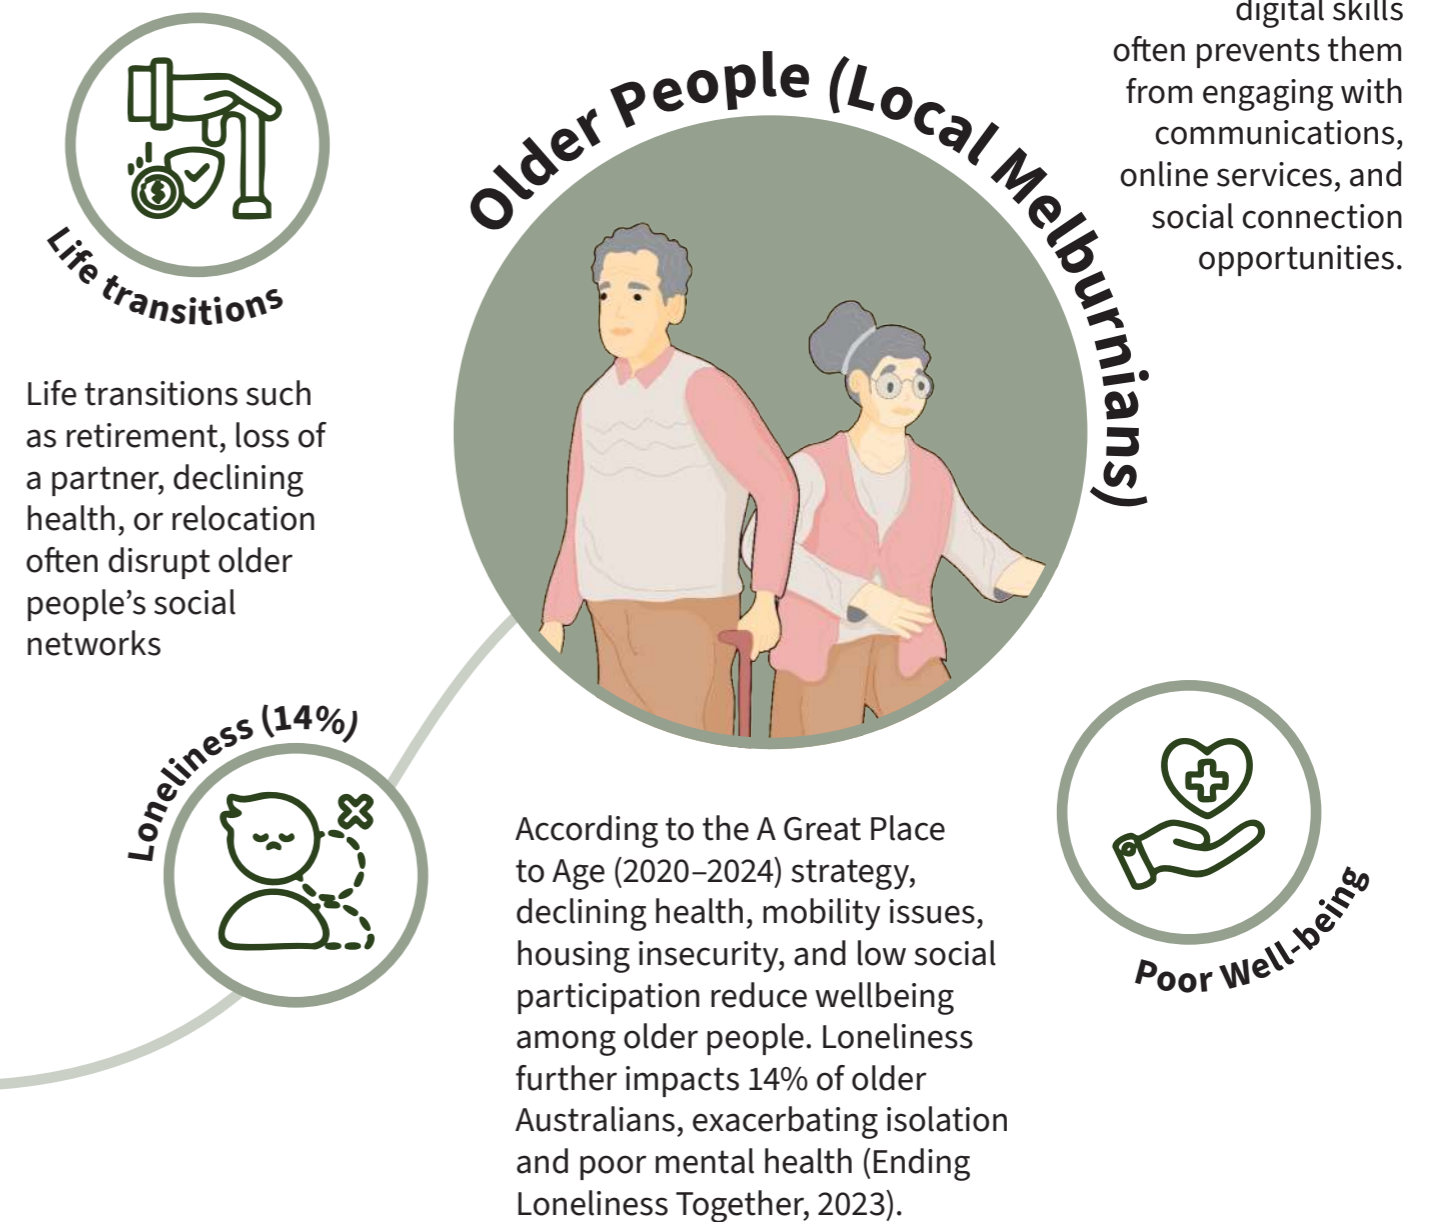 digital skills
often prevents them
from engaging with
communications,
online services, and
social connection
opportunities.
Older People (Local Melburnians)
Life transitions
Life transitions such
as retirement, loss of
a partner, declining
health, or relocation
often disrupt older
people’s social
networks
Loneliness (14%)
According to the A Great Place
to Age (2020–2024) strategy,
declining health, mobility issues,
housing insecurity, and low social
participation reduce wellbeing
among older people. Loneliness
further impacts 14% of older
Australians, exacerbating isolation
and poor mental health (Ending
Loneliness Together, 2023).
Poor Well-being